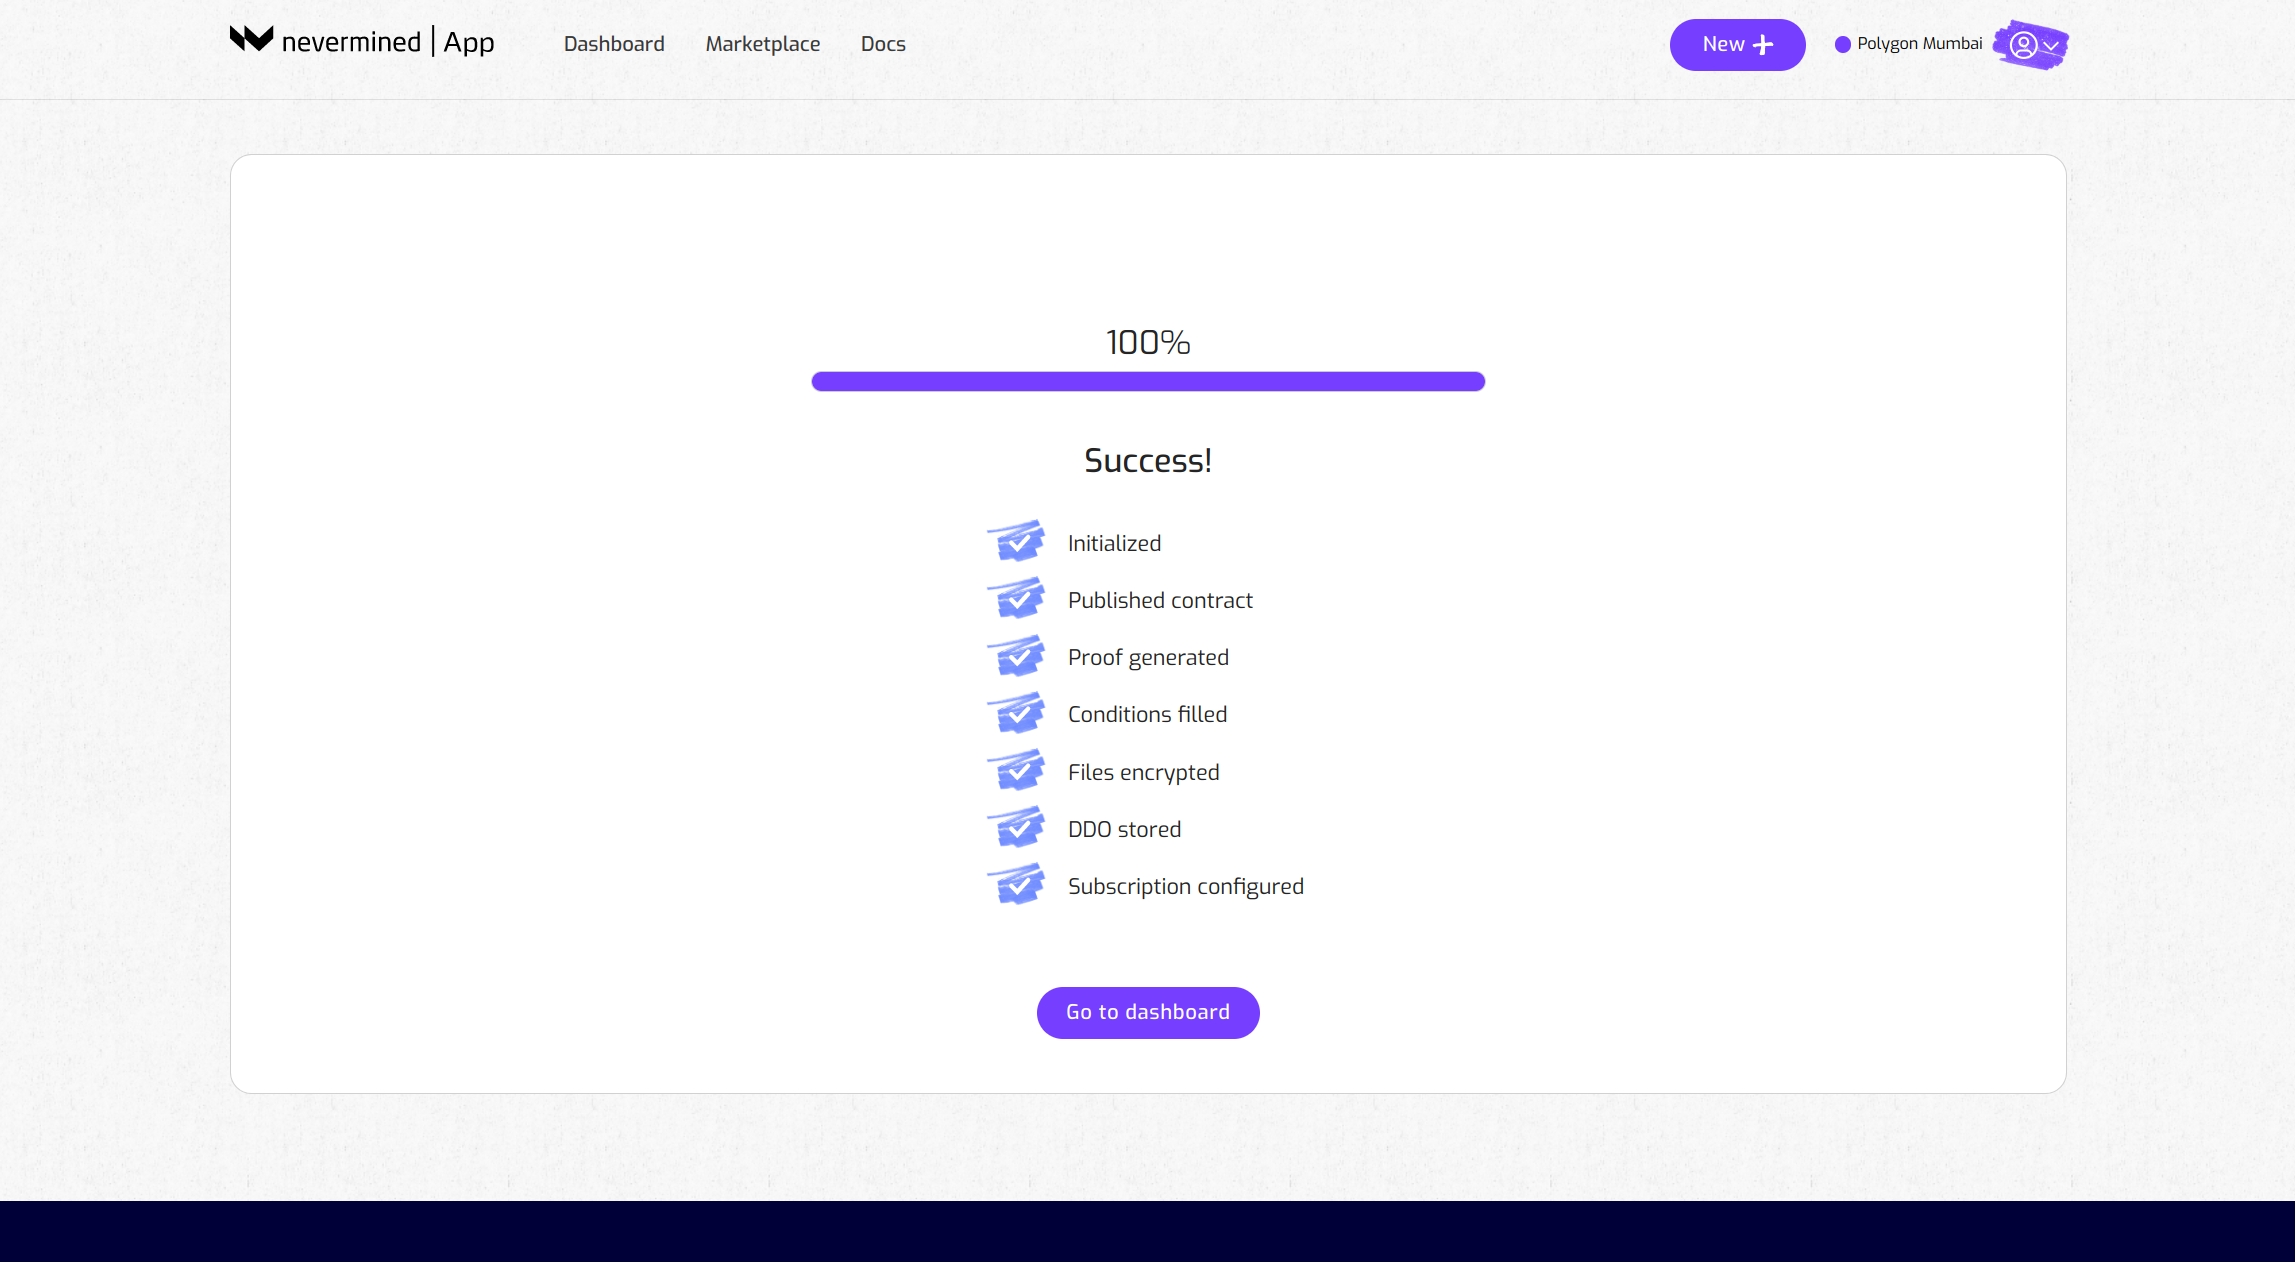 nevermined | App
Dashboard
Marketplace
Docs
New
Polygon Mumbai
100%
Success!
Initialized
Published contract
Proof generated
Conditions filled
Files encrypted
DDO stored
Subscription configured
Go to dashboard